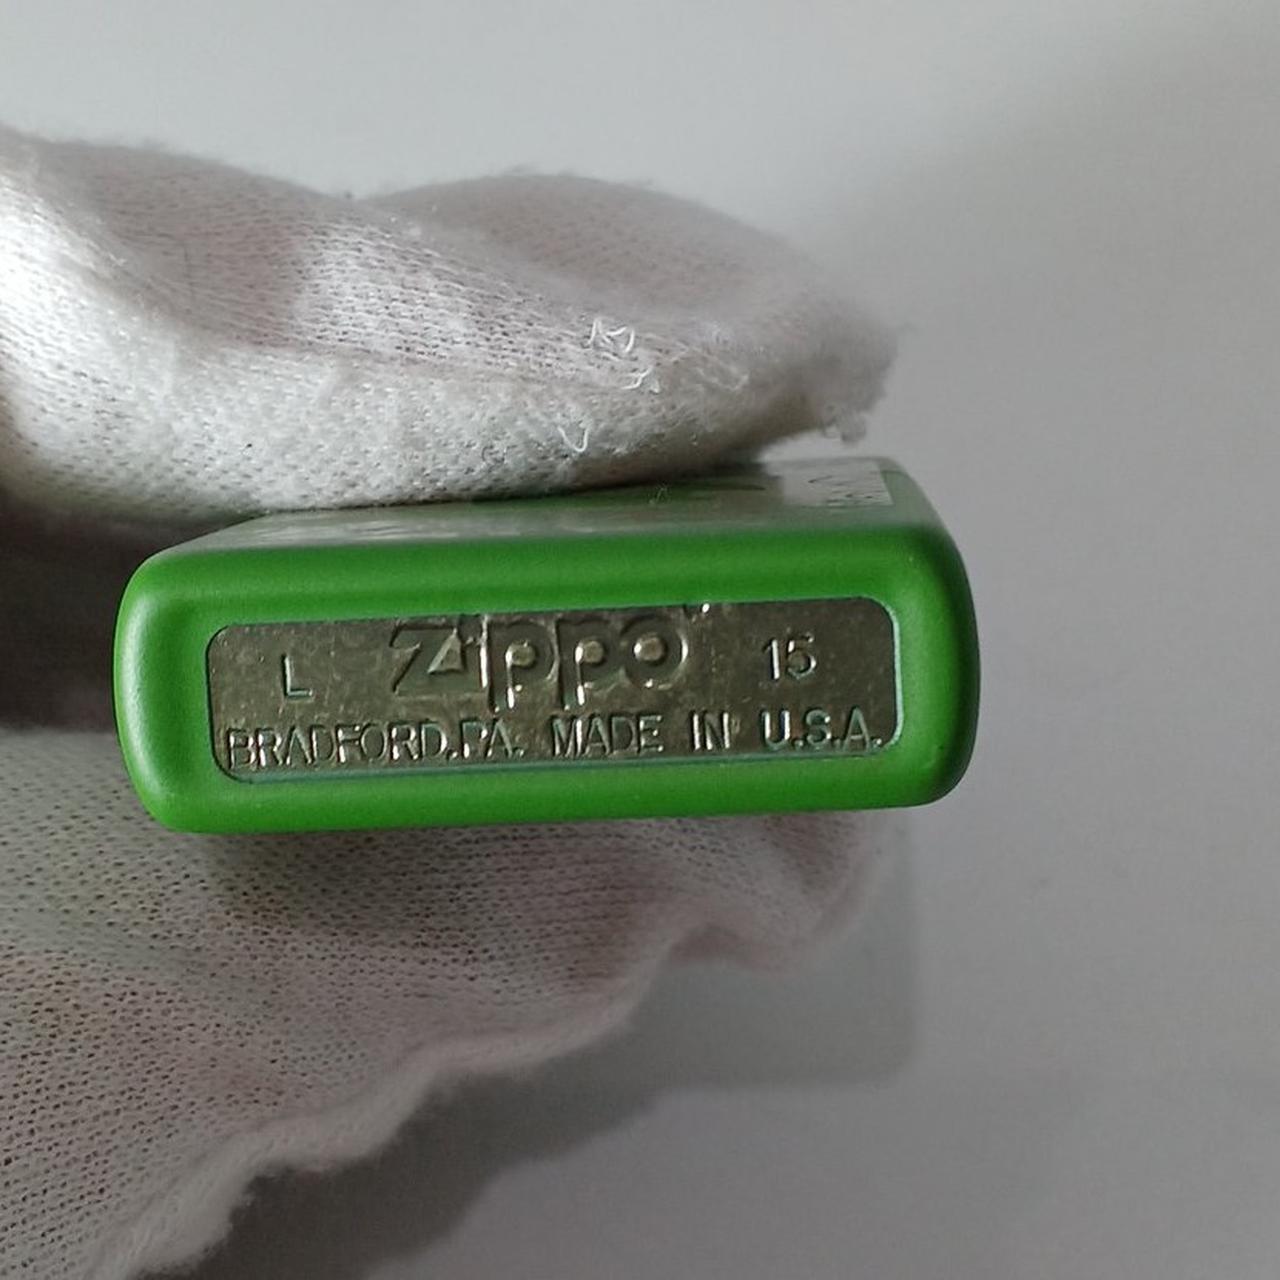 L Zippo 15
BRADFORD, PA. MADE IN U.S.A.